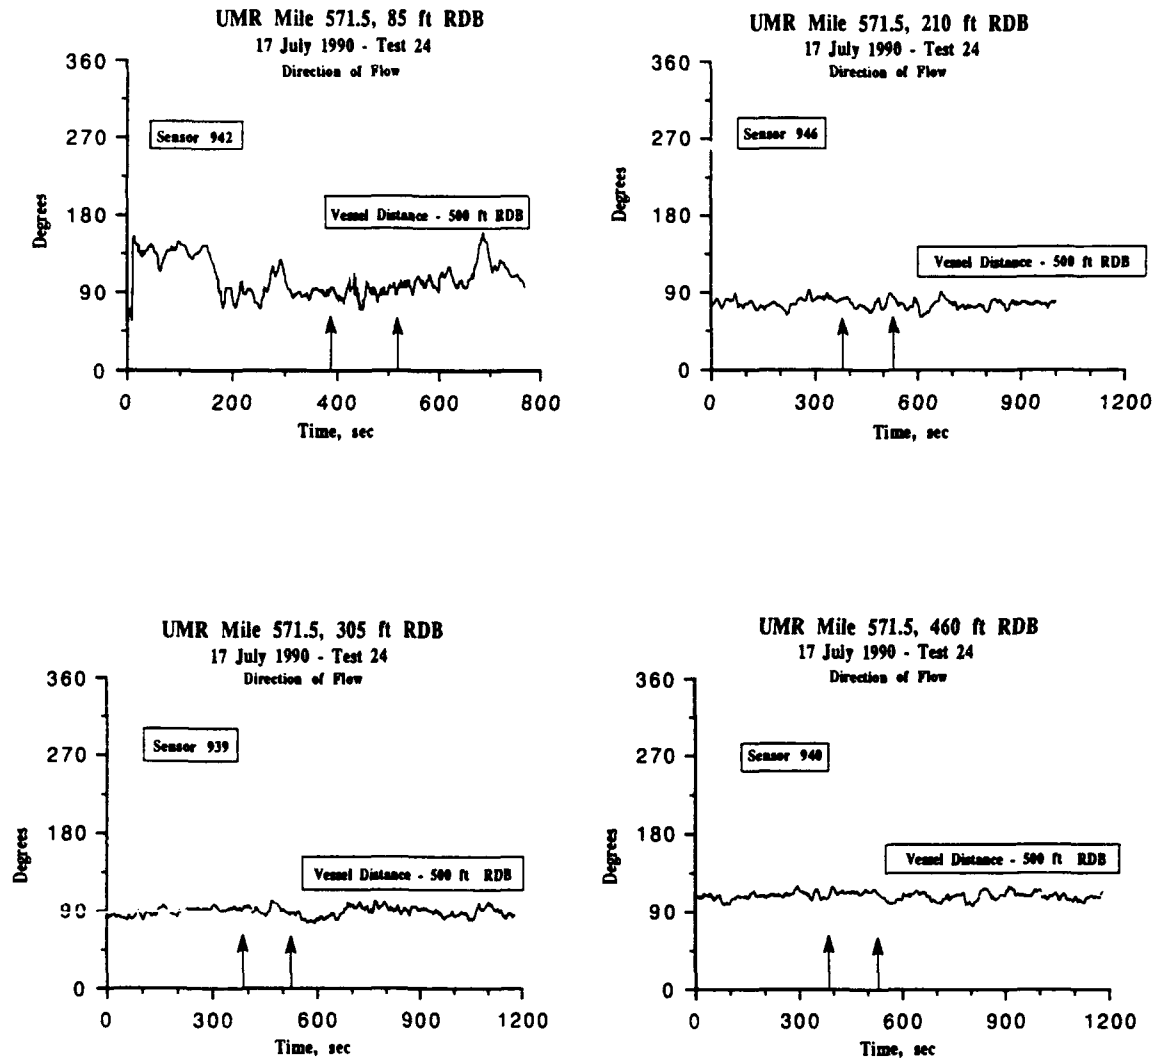 UMR Mile 571.5, 85 ft RDB
17 July 1990 - Test 24
Direction of Flow
360
270
180
90
0
Degrees
Sensor 942
Vessel Distance - 500 ft RDB
0 200 400 600 800
Time, sec
UMR Mile 571.5, 210 ft RDB
17 July 1990 - Test 24
Direction of Flow
360
270
180
90
0
Degrees
Sensor 946
Vessel Distance - 500 ft RDB
0 300 600 900 1200
Time, sec
UMR Mile 571.5, 305 ft RDB
17 July 1990 - Test 24
Direction of Flow
360
270
180
90
0
Degrees
Sensor 939
Vessel Distance - 500 ft RDB
0 300 600 900 1200
Time, sec
UMR Mile 571.5, 460 ft RDB
17 July 1990 - Test 24
Direction of Flow
360
270
180
90
0
Degrees
Sensor 940
Vessel Distance - 500 ft RDB
0 300 600 900 1200
Time, sec